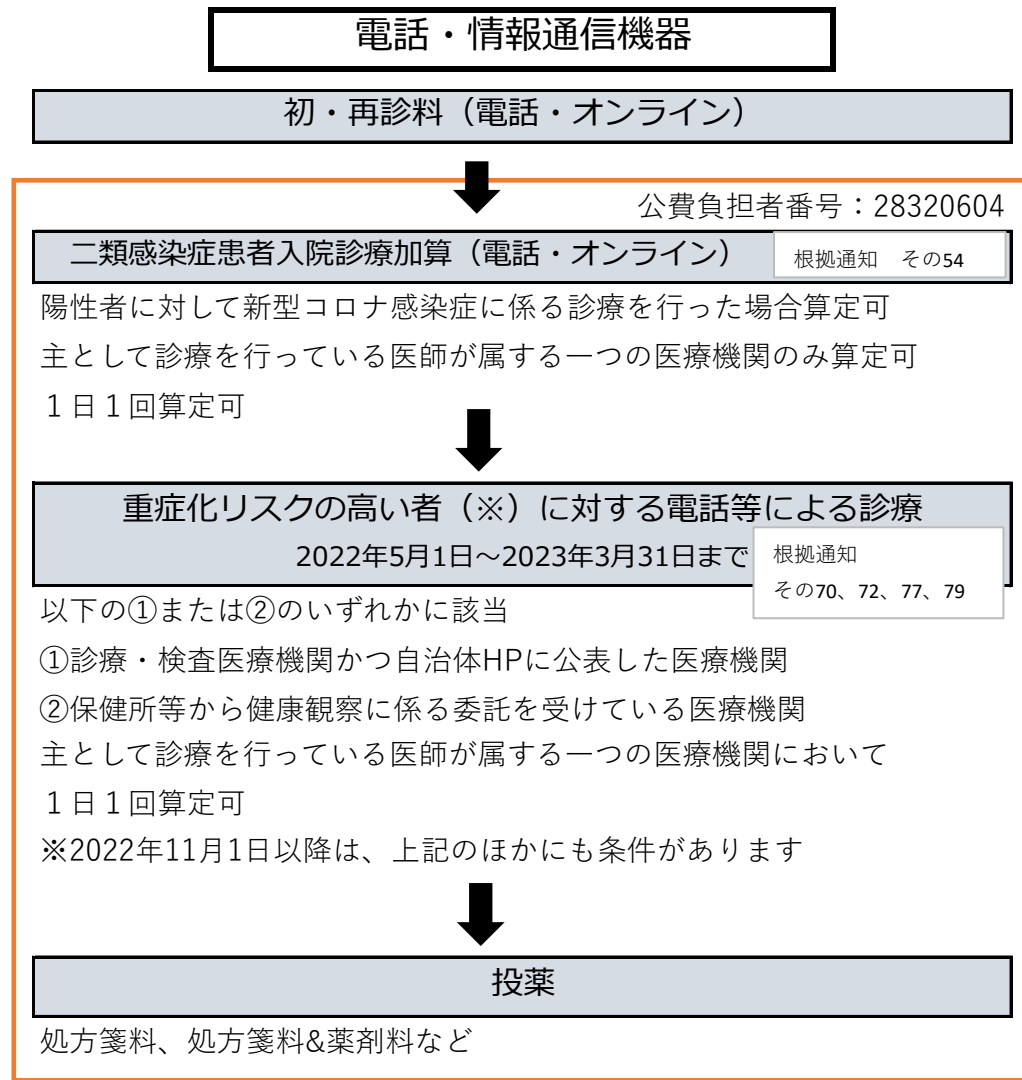 電話・情報通信機器
初・再診料（電話・オンライン）
公費負担者番号：28320604
二類感染症患者入院診療加算（電話・オンライン）
根拠通知　その54
陽性者に対して新型コロナ感染症に係る診療を行った場合算定可
主として診療を行っている医師が属する一つの医療機関のみ算定可
１日１回算定可
重症化リスクの高い者（※）に対する電話等による診療
2022年5月1日～2023年3月31日まで
根拠通知
その70、72、77、79
以下の①または②のいずれかに該当
①診療・検査医療機関かつ自治体HPに公表した医療機関
②保健所等から健康観察に係る委託を受けている医療機関
主として診療を行っている医師が属する一つの医療機関において
１日１回算定可
※2022年11月1日以降は、上記のほかにも条件があります
投薬
処方箋料、処方箋料&薬剤料など